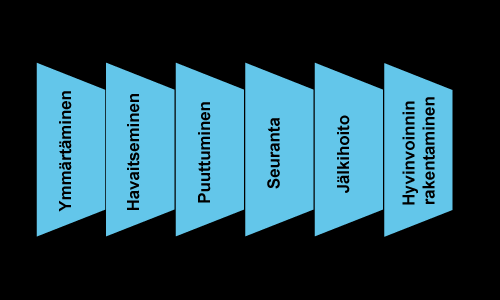 Ymmärtäminen
Havaitseminen
Puuttuminen
Seuranta
Jälkihoito
Hyvinvoinnin
rakentaminen